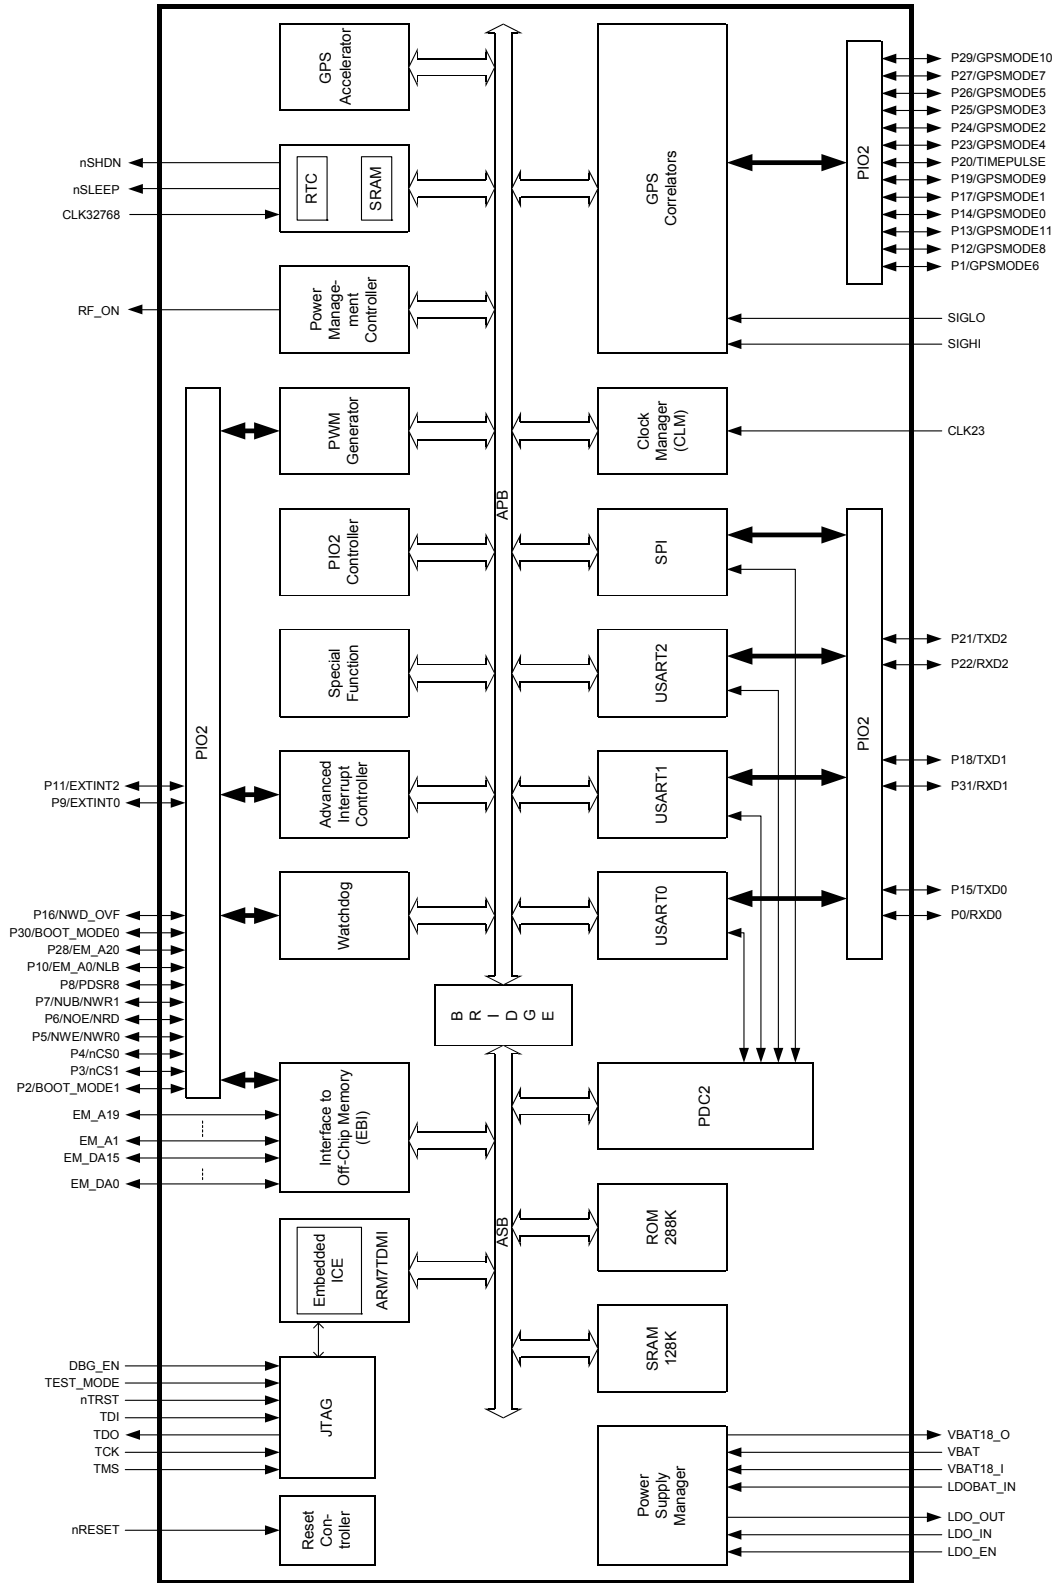 nSHDN
nSLEEP
CLK32768
RF_ON
P11/EXTINT2
P9/EXTINT0
P16/NWD_OVF
P30/BOOT_MODE0
P28/EM_A20
P10/EM_A0/NLB
P8/PDSR8
P7/NUB/NWR1
P6/NOE/NRD
P5/NWE/NWR0
P4/nCS0
P3/nCS1
P2/BOOT_MODE1
EM_A19
EM_A1
EM_DA15
EM_DA0
DBG_EN
TEST_MODE
nTRST
TDI
TDO
TCK
TMS
nRESET
PIO2
GPS
Accelerator
RTC
SRAM
Power
Manage-
ment
Controller
PWM
Generator
PIO2
Controller
Special
Function
Advanced
Interrupt
Controller
Watchdog
Interface to
Off-Chip Memory
(EBI)
Embedded
ICE
ARM7TDMI
JTAG
Reset
Con-
troller
APB
BRIDGE
ASB
GPS
Correlators
Clock
Manager
(CLM)
SPI
USART2
USART1
USART0
PDC2
ROM
288K
SRAM
128K
Power
Supply
Manager
PIO2
PIO2
P29/GPSMODE10
P27/GPSMODE7
P26/GPSMODE5
P25/GPSMODE3
P24/GPSMODE2
P23/GPSMODE4
P20/TIMEPULSE
P19/GPSMODE9
P17/GPSMODE1
P14/GPSMODE0
P13/GPSMODE11
P12/GPSMODE8
P1/GPSMODE6
SIGLO
SIGHI
CLK23
P21/TXD2
P22/RXD2
P18/TXD1
P31/RXD1
P15/TXD0
P0/RXD0
VBAT18_O
VBAT
VBAT18_I
LDOBAT_IN
LDO_OUT
LDO_IN
LDO_EN